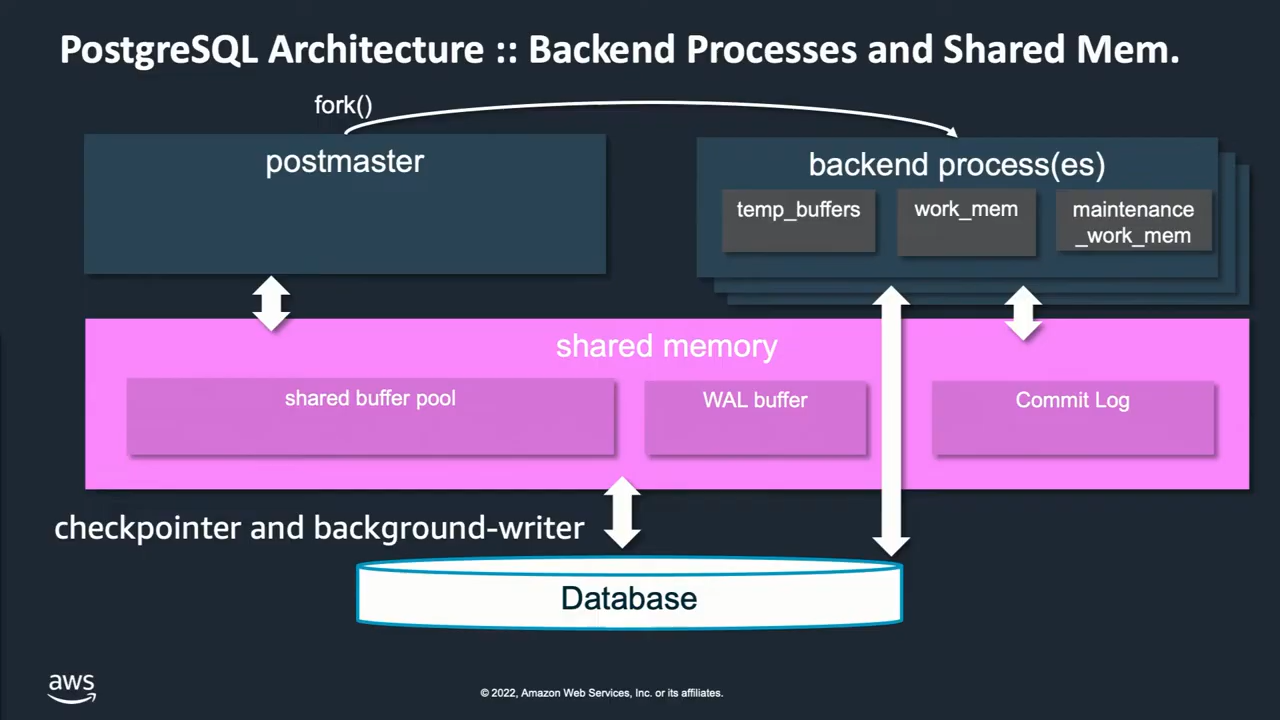 PostgreSQL Architecture :: Backend Processes and Shared Mem.
fork()
postmaster
backend process(es)
temp_buffers
work_mem
maintenance
_work_mem
shared memory
shared buffer pool
WAL buffer
Commit Log
checkpointer and background-writer
Database
aws
© 2022, Amazon Web Services, Inc. or its affiliates.